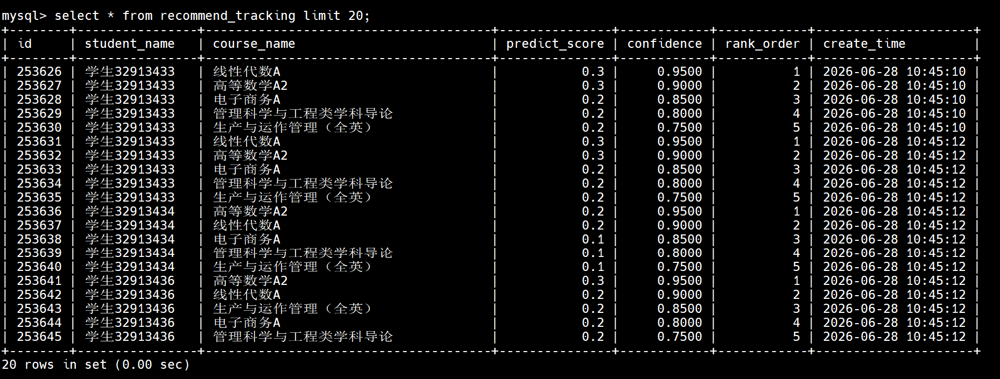 mysql> select * from recommend_tracking limit 20;
+--------+----------------+---------------------------------------+---------------+------------+------------+---------------------+
| id     | student_name   | course_name                           | predict_score | confidence | rank_order | create_time         |
+--------+----------------+---------------------------------------+---------------+------------+------------+---------------------+
| 253626 | 学生32913433   | 线性代数A                             |           0.3 |     0.9500 |          1 | 2026-06-28 10:45:10 |
| 253627 | 学生32913433   | 高等数学A2                            |           0.3 |     0.9000 |          2 | 2026-06-28 10:45:10 |
| 253628 | 学生32913433   | 电子商务A                             |           0.2 |     0.8500 |          3 | 2026-06-28 10:45:10 |
| 253629 | 学生32913433   | 管理科学与工程类学科导论              |           0.2 |     0.8000 |          4 | 2026-06-28 10:45:10 |
| 253630 | 学生32913433   | 生产与运作管理（全英）                |           0.2 |     0.7500 |          5 | 2026-06-28 10:45:10 |
| 253631 | 学生32913433   | 线性代数A                             |           0.3 |     0.9500 |          1 | 2026-06-28 10:45:12 |
| 253632 | 学生32913433   | 高等数学A2                            |           0.3 |     0.9000 |          2 | 2026-06-28 10:45:12 |
| 253633 | 学生32913433   | 电子商务A                             |           0.2 |     0.8500 |          3 | 2026-06-28 10:45:12 |
| 253634 | 学生32913433   | 管理科学与工程类学科导论              |           0.2 |     0.8000 |          4 | 2026-06-28 10:45:12 |
| 253635 | 学生32913433   | 生产与运作管理（全英）                |           0.2 |     0.7500 |          5 | 2026-06-28 10:45:12 |
| 253636 | 学生32913434   | 高等数学A2                            |           0.2 |     0.9500 |          1 | 2026-06-28 10:45:12 |
| 253637 | 学生32913434   | 线性代数A                             |           0.2 |     0.9000 |          2 | 2026-06-28 10:45:12 |
| 253638 | 学生32913434   | 电子商务A                             |           0.1 |     0.8500 |          3 | 2026-06-28 10:45:12 |
| 253639 | 学生32913434   | 管理科学与工程类学科导论              |           0.1 |     0.8000 |          4 | 2026-06-28 10:45:12 |
| 253640 | 学生32913434   | 生产与运作管理（全英）                |           0.1 |     0.7500 |          5 | 2026-06-28 10:45:12 |
| 253641 | 学生32913436   | 高等数学A2                            |           0.3 |     0.9500 |          1 | 2026-06-28 10:45:12 |
| 253642 | 学生32913436   | 线性代数A                             |           0.2 |     0.9000 |          2 | 2026-06-28 10:45:12 |
| 253643 | 学生32913436   | 生产与运作管理（全英）                |           0.2 |     0.8500 |          3 | 2026-06-28 10:45:12 |
| 253644 | 学生32913436   | 电子商务A                             |           0.2 |     0.8000 |          4 | 2026-06-28 10:45:12 |
| 253645 | 学生32913436   | 管理科学与工程类学科导论              |           0.2 |     0.7500 |          5 | 2026-06-28 10:45:12 |
+--------+----------------+---------------------------------------+---------------+------------+------------+---------------------+
20 rows in set (0.00 sec)